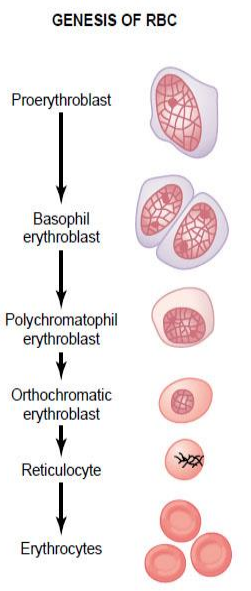 GENESIS OF RBC
Proerythroblast
Basophil
erythroblast
Polychromatophil
erythroblast
Orthochromatic
erythroblast
Reticulocyte
Erythrocytes